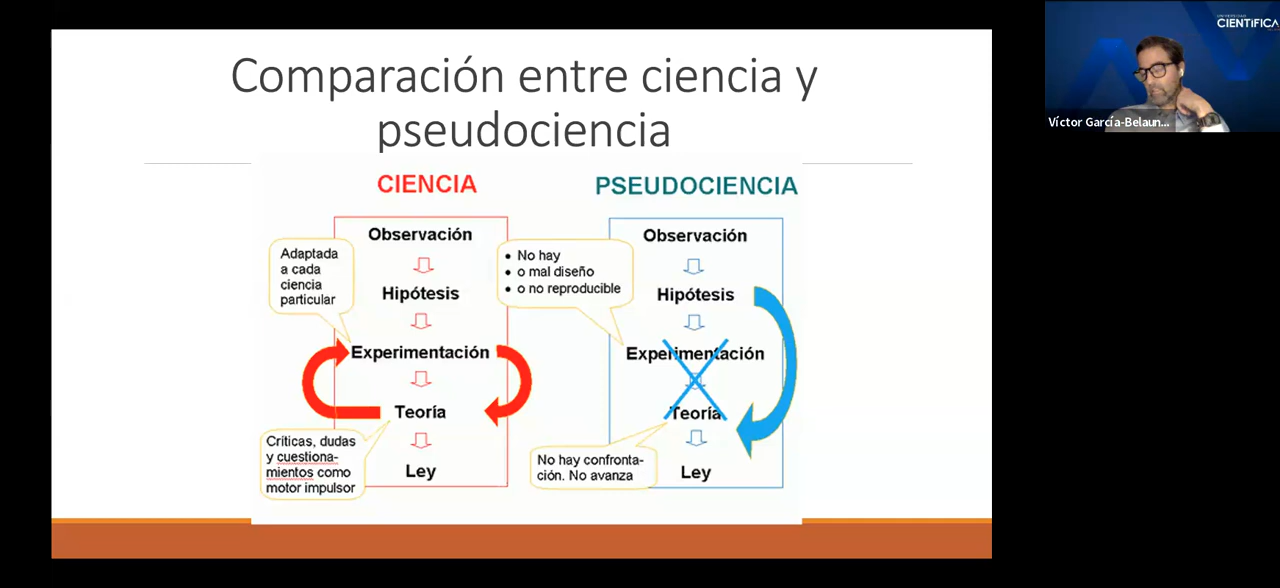 Comparación entre ciencia y
pseudociencia
CIENCIA
Observación
Hipótesis
Experimentación
Teoría
Ley
Adaptada
a cada
ciencia
particular
Críticas, dudas
y cuestiona-
mientos como
motor impulsor
PSEUDOCIENCIA
Observación
Hipótesis
Experimentación
Teoría
Ley
• No hay
• o mal diseño
• o no reproducible
No hay confronta-
ción. No avanza
CIENTÍFICA
Víctor García-Belaun...